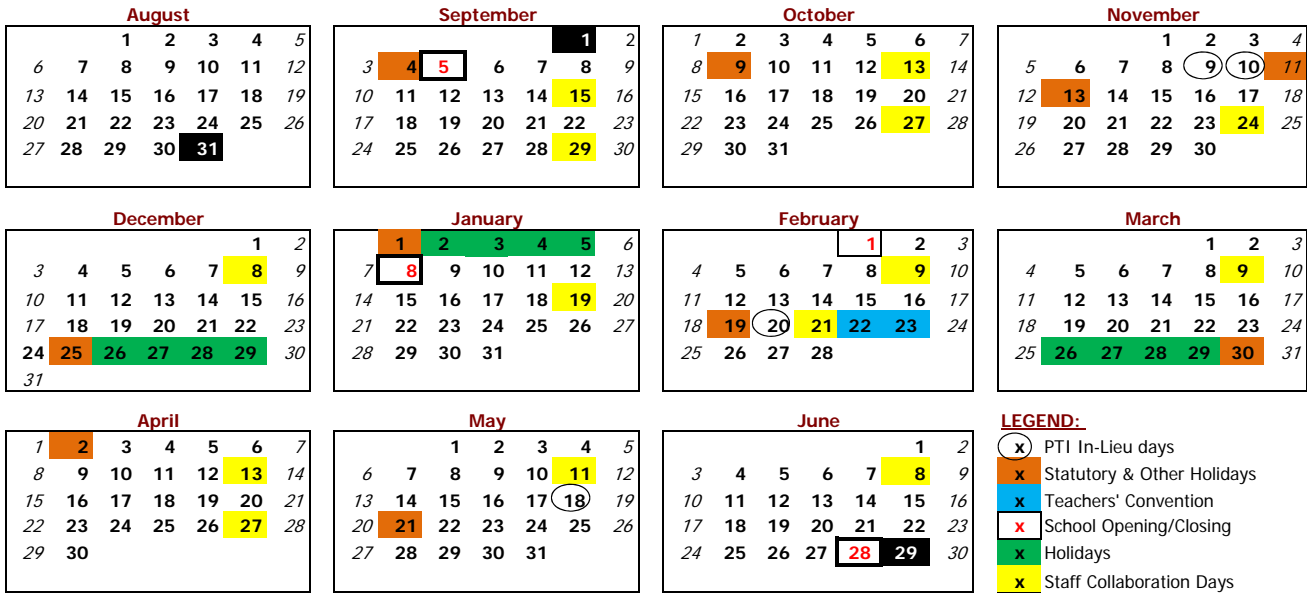 August
1 2 3 4 5
6 7 8 9 10 11 12
13 14 15 16 17 18 19
20 21 22 23 24 25 26
27 28 29 30 31
September
1 2
3 4 5 6 7 8 9
10 11 12 13 14 15 16
17 18 19 20 21 22 23
24 25 26 27 28 29 30
October
1 2 3 4 5 6 7
8 9 10 11 12 13 14
15 16 17 18 19 20 21
22 23 24 25 26 27 28
29 30 31
November
1 2 3 4
5 6 7 8 9 10 11
12 13 14 15 16 17 18
19 20 21 22 23 24 25
26 27 28 29 30
December
1 2
3 4 5 6 7 8 9
10 11 12 13 14 15 16
17 18 19 20 21 22 23
24 25 26 27 28 29 30
31
January
1 2 3 4 5 6
7 8 9 10 11 12 13
14 15 16 17 18 19 20
21 22 23 24 25 26 27
28 29 30 31
February
1 2 3
4 5 6 7 8 9 10
11 12 13 14 15 16 17
18 19 20 21 22 23 24
25 26 27 28
March
1 2 3
4 5 6 7 8 9 10
11 12 13 14 15 16 17
18 19 20 21 22 23 24
25 26 27 28 29 30 31
April
1 2 3 4 5 6 7
8 9 10 11 12 13 14
15 16 17 18 19 20 21
22 23 24 25 26 27 28
29 30
May
1 2 3 4 5
6 7 8 9 10 11 12
13 14 15 16 17 18 19
20 21 22 23 24 25 26
27 28 29 30 31
June
1 2
3 4 5 6 7 8 9
10 11 12 13 14 15 16
17 18 19 20 21 22 23
24 25 26 27 28 29 30
LEGEND:
x PTI In-Lieu days
x Statutory & Other Holidays
x Teachers' Convention
x School Opening/Closing
x Holidays
x Staff Collaboration Days